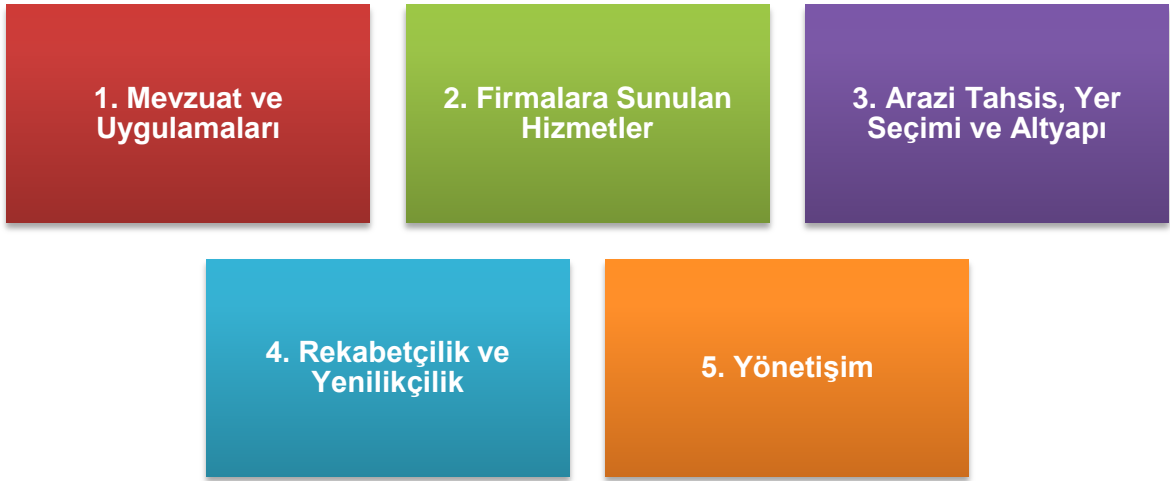 1. Mevzuat ve
Uygulamaları
2. Firmalara Sunulan
Hizmetler
3. Arazi Tahsis, Yer
Seçimi ve Altyapı
4. Rekabetçilik ve
Yenilikçilik
5. Yönetişim